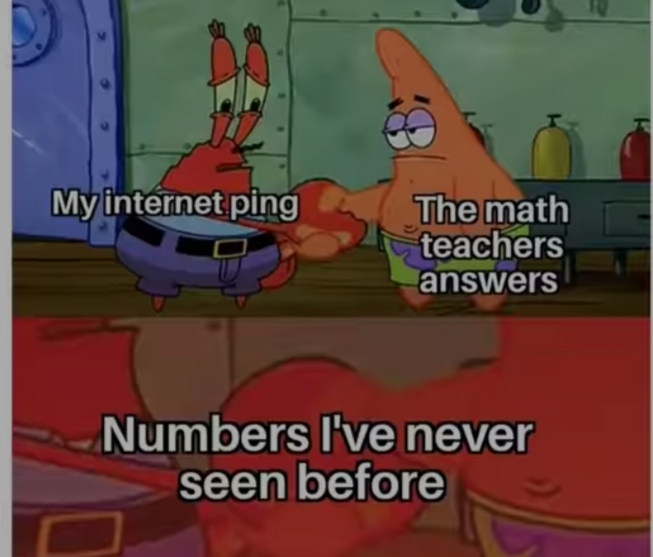 My internet ping
The math
teachers
answers
Numbers I've never
seen before